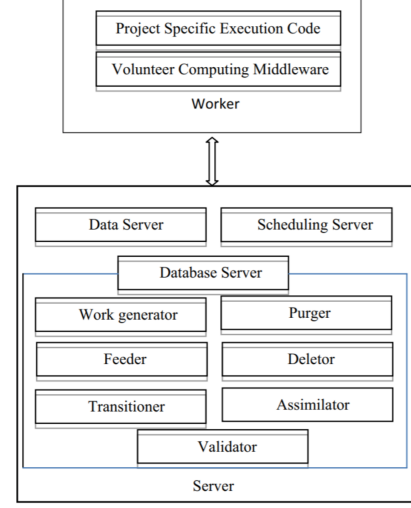 Project Specific Execution Code
Volunteer Computing Middleware
Worker
Data Server
Scheduling Server
Database Server
Work generator
Purger
Feeder
Deletor
Transitioner
Assimilator
Validator
Server